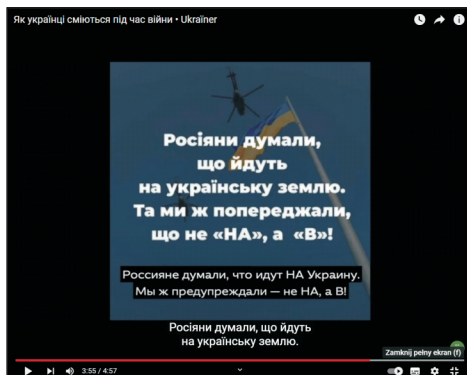 Як українці сміються під час війни • Ukraïner
Росіяни думали,
що йдуть
на українську землю.
Та ми ж попереджали,
що не «НА», а «В»!
Россияне думали, что идут НА Украину.
Мы ж предупреждали — не НА, а В!
Росіяни думали, що йдуть
на українську землю.
Zamknij pełny ekran (f)
3:55 / 4:57